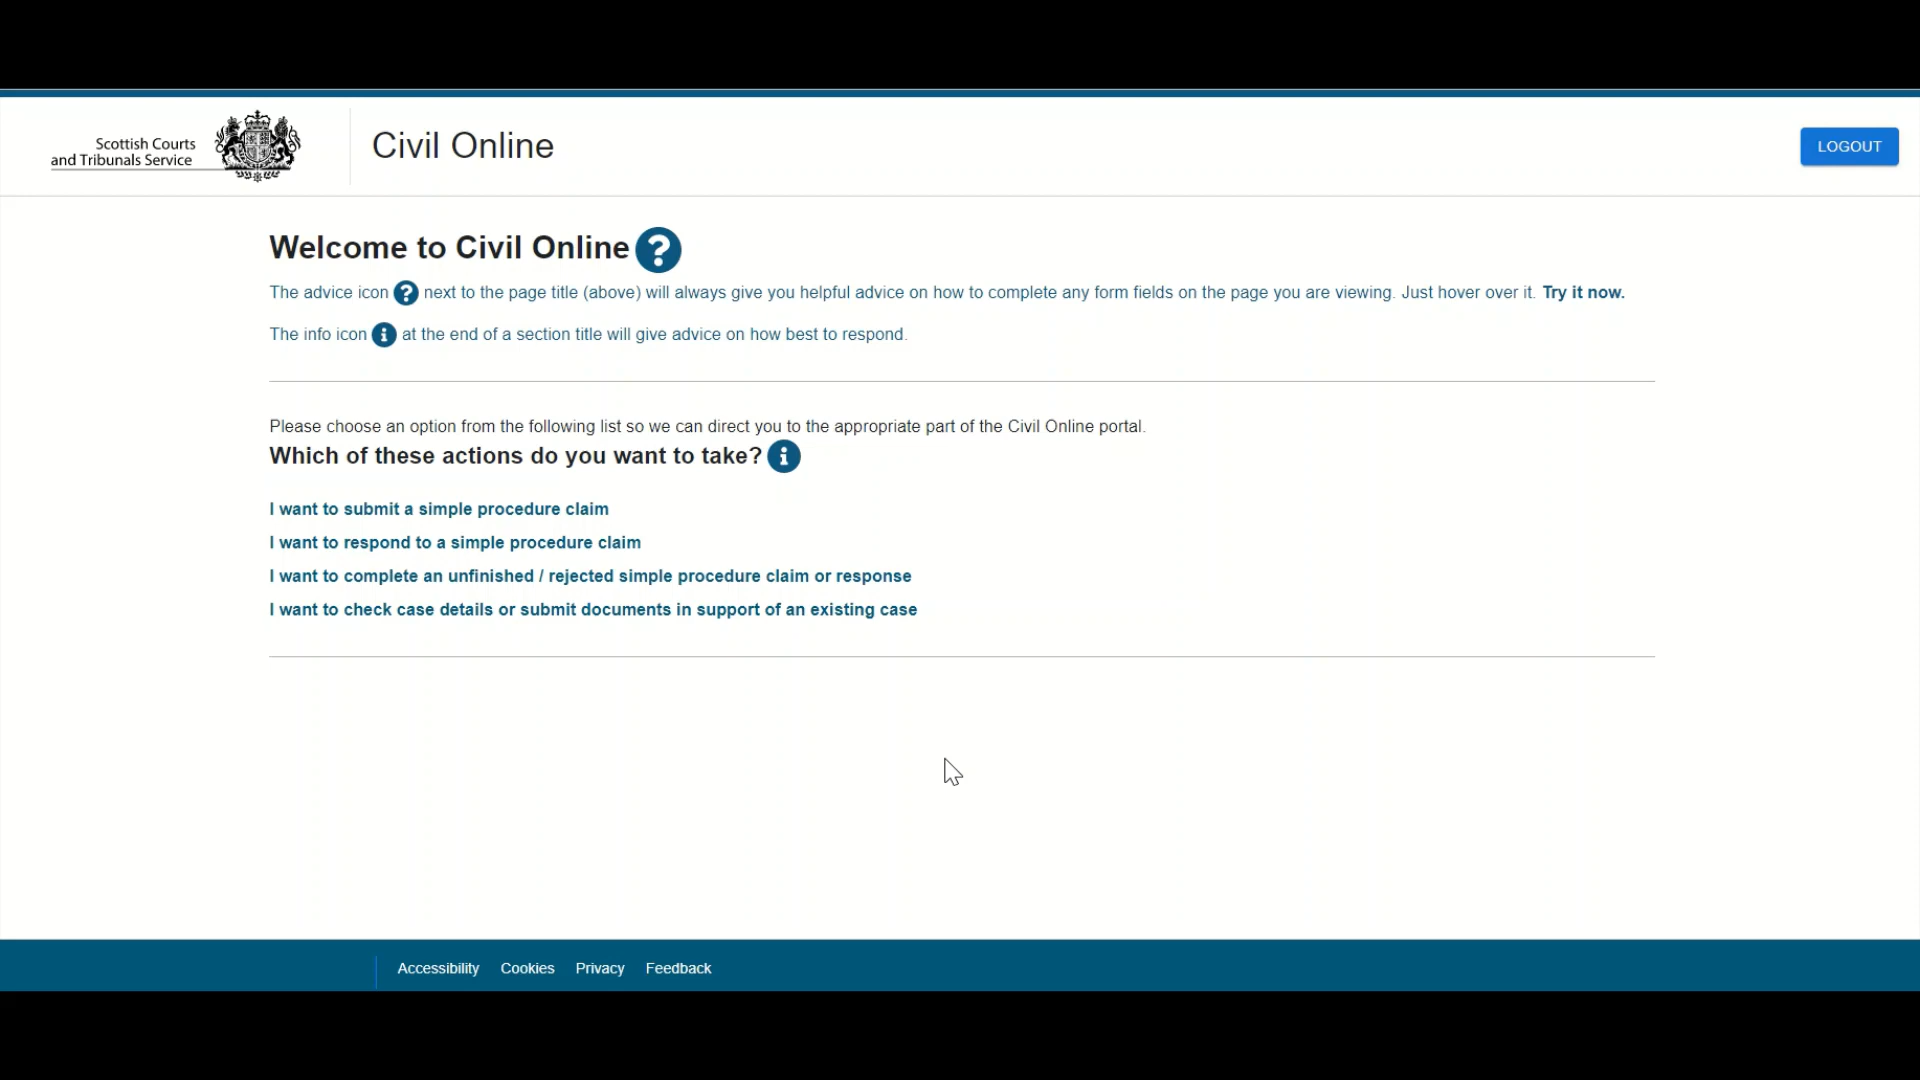 Scottish Courts
and Tribunals Service
Civil Online
LOGOUT
Welcome to Civil Online ?
The advice icon ? next to the page title (above) will always give you helpful advice on how to complete any form fields on the page you are viewing. Just hover over it. Try it now.
The info icon i at the end of a section title will give advice on how best to respond.
Please choose an option from the following list so we can direct you to the appropriate part of the Civil Online portal.
Which of these actions do you want to take? i
I want to submit a simple procedure claim
I want to respond to a simple procedure claim
I want to complete an unfinished / rejected simple procedure claim or response
I want to check case details or submit documents in support of an existing case
Accessibility Cookies Privacy Feedback